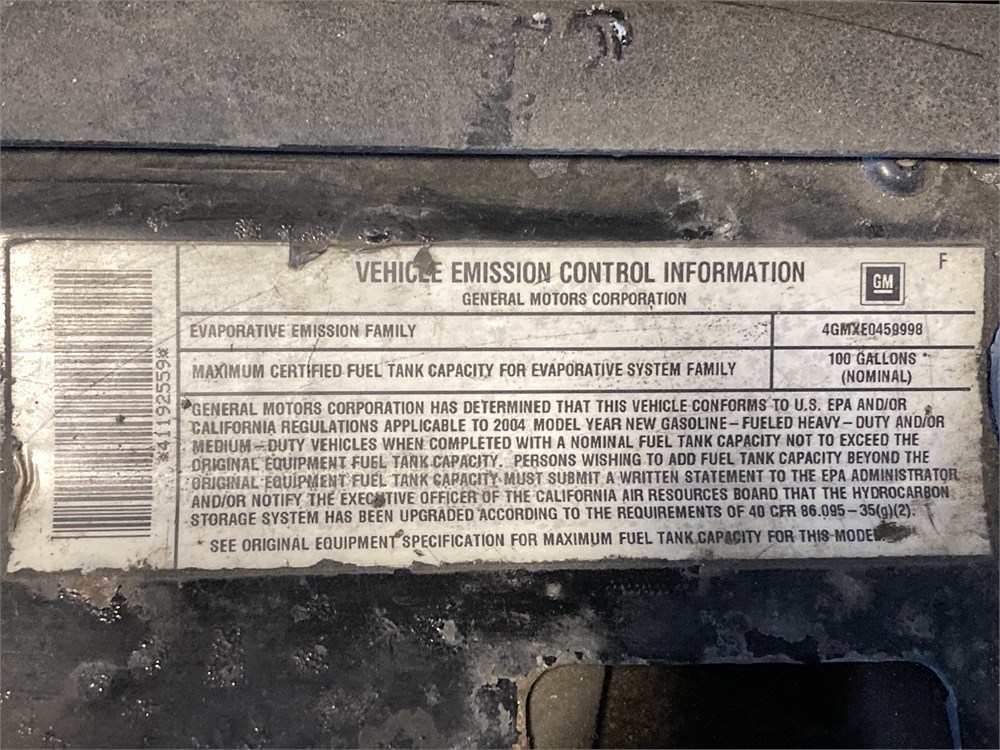 VEHICLE EMISSION CONTROL INFORMATION
GENERAL MOTORS CORPORATION
GM
F
EVAPORATIVE EMISSION FAMILY
4GMXE0459998
MAXIMUM CERTIFIED FUEL TANK CAPACITY FOR EVAPORATIVE SYSTEM FAMILY
100 GALLONS
(NOMINAL)
*41192559*
GENERAL MOTORS CORPORATION HAS DETERMINED THAT THIS VEHICLE CONFORMS TO U.S. EPA AND/OR
CALIFORNIA REGULATIONS APPLICABLE TO 2004 MODEL YEAR NEW GASOLINE-FUELED HEAVY-DUTY AND/OR
MEDIUM-DUTY VEHICLES WHEN COMPLETED WITH A NOMINAL FUEL TANK CAPACITY NOT TO EXCEED THE
ORIGINAL EQUIPMENT FUEL TANK CAPACITY. PERSONS WISHING TO ADD FUEL TANK CAPACITY BEYOND THE
ORIGINAL EQUIPMENT FUEL TANK CAPACITY MUST SUBMIT A WRITTEN STATEMENT TO THE EPA ADMINISTRATOR
AND/OR NOTIFY THE EXECUTIVE OFFICER OF THE CALIFORNIA AIR RESOURCES BOARD THAT THE HYDROCARBON
STORAGE SYSTEM HAS BEEN UPGRADED ACCORDING TO THE REQUIREMENTS OF 40 CFR 86.095-35(g)(2).
SEE ORIGINAL EQUIPMENT SPECIFICATION FOR MAXIMUM FUEL TANK CAPACITY FOR THIS MODEL